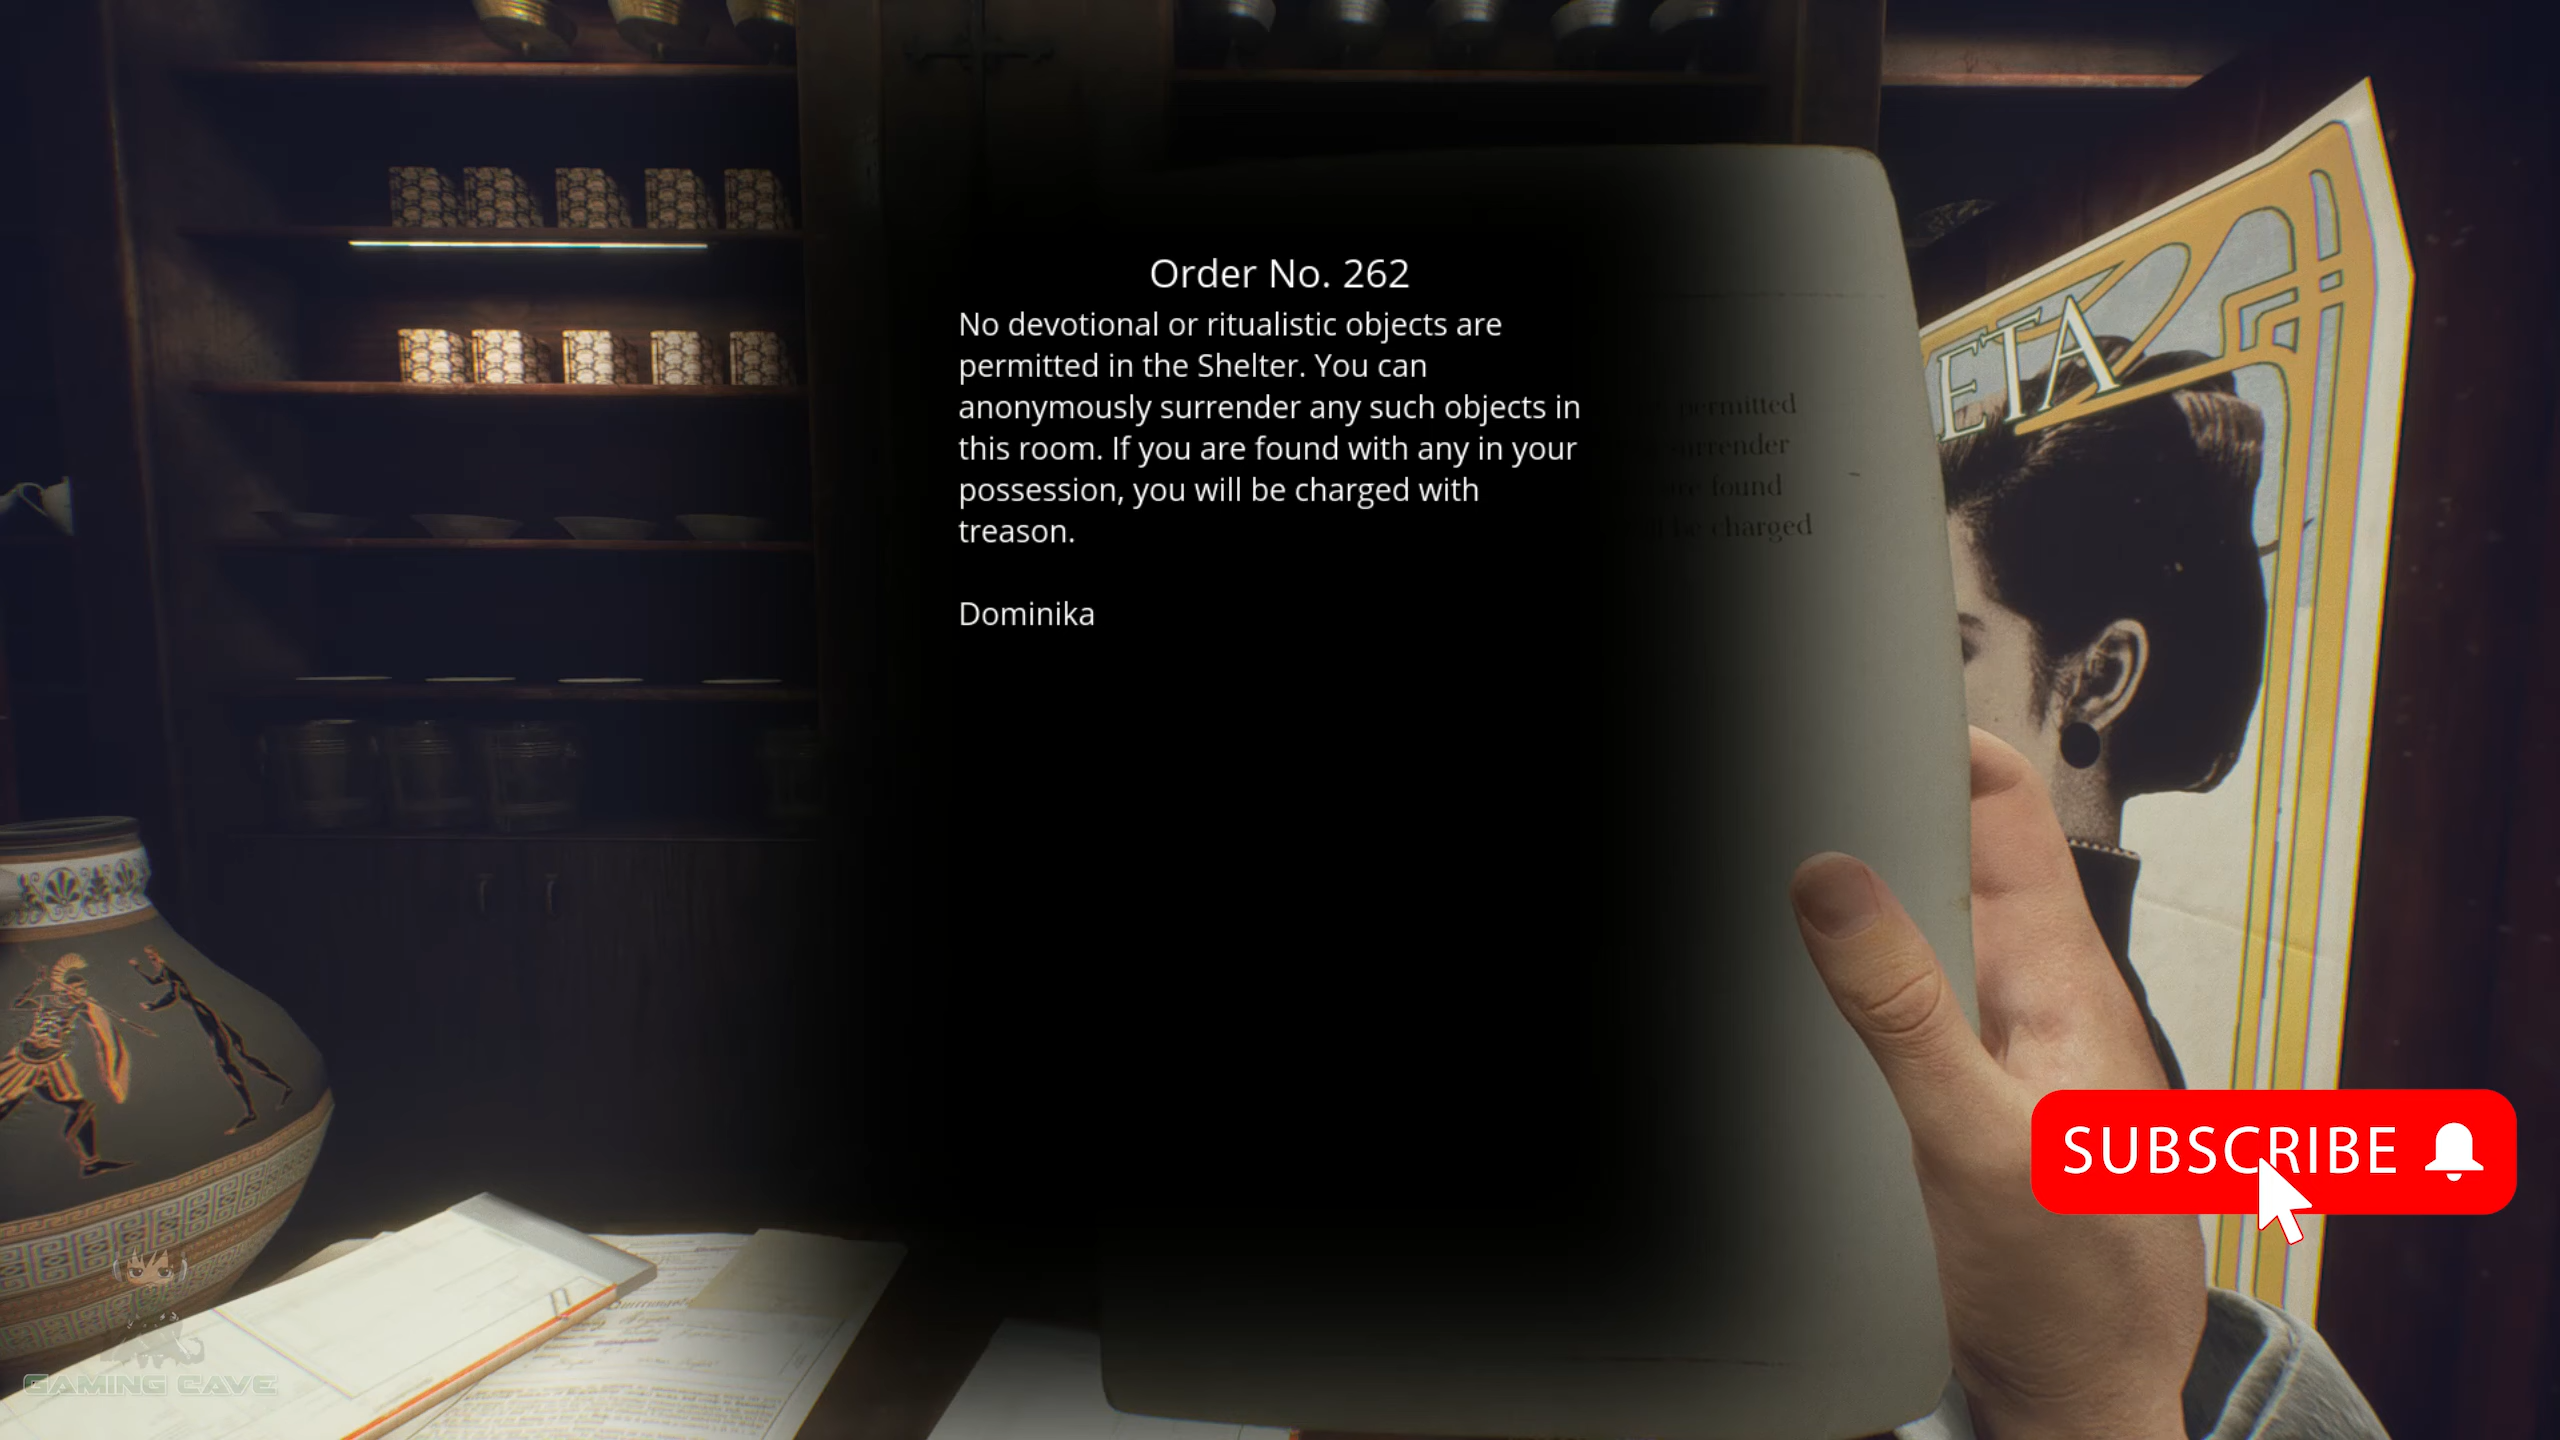 Order No. 262
No devotional or ritualistic objects are
permitted in the Shelter. You can
anonymously surrender any such objects in
this room. If you are found with any in your
possession, you will be charged with
treason.
Dominika
permitted
surrender
are found
be charged
ETA
SUBSCRIBE
GAMING CAVE